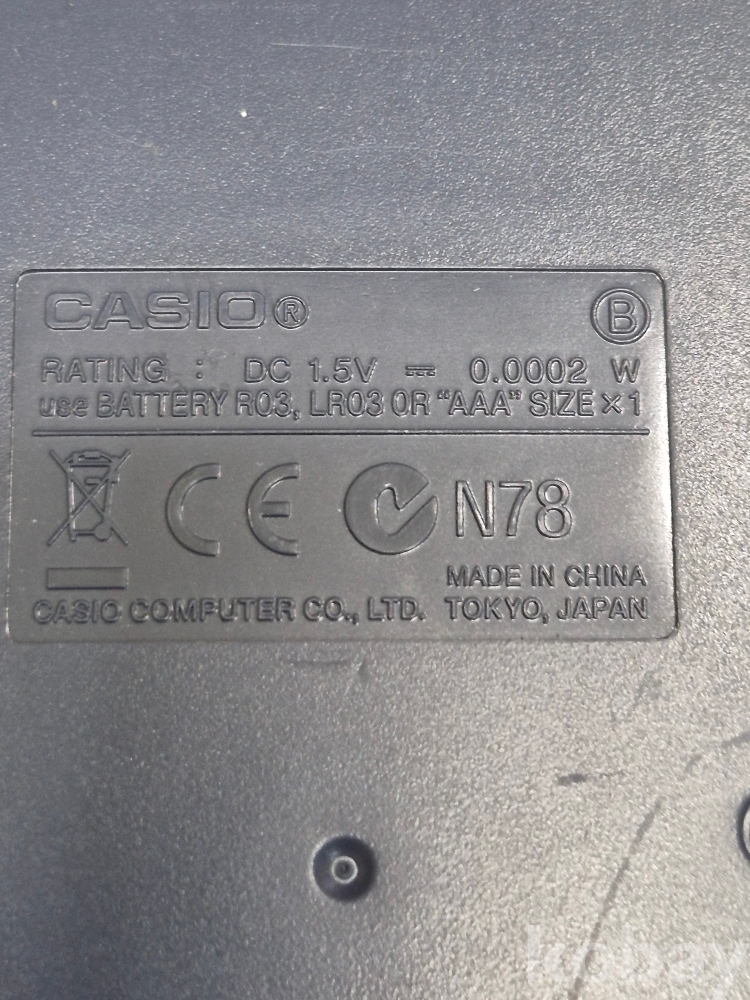 CASIO® B
RATING : DC 1.5V ⎓ 0.0002 W
use BATTERY R03, LR03 OR "AAA" SIZE × 1
CE N78
MADE IN CHINA
CASIO COMPUTER CO., LTD. TOKYO, JAPAN
kobay